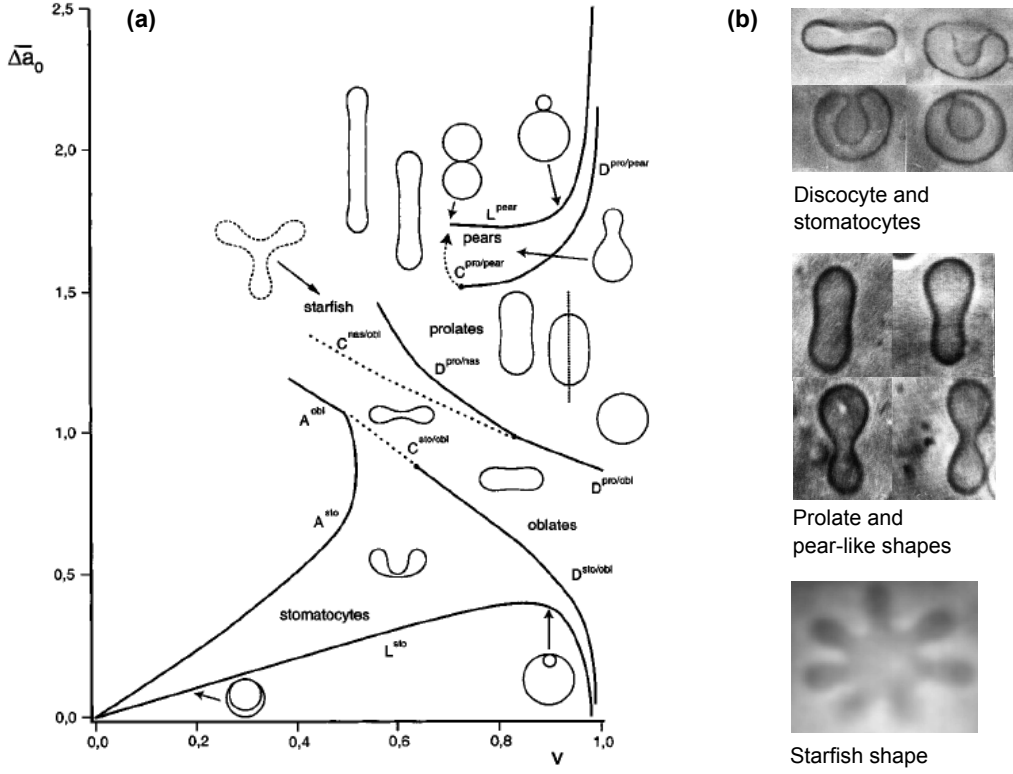 (a)
(b)
2,5
Δa̅₀
2,0
1,5
1,0
0,5
0,0
0,0
0,2
0,4
0,6
0,8
1,0
v
D^pro/pear
L^pear
pears
C^pro/pear
starfish
prolates
C^nas/obl
D^pro/nas
A^obl
C^sto/obl
D^pro/obl
A^sto
oblates
D^sto/obl
stomatocytes
L^sto
Discocyte and
stomatocytes
Prolate and
pear-like shapes
Starfish shape